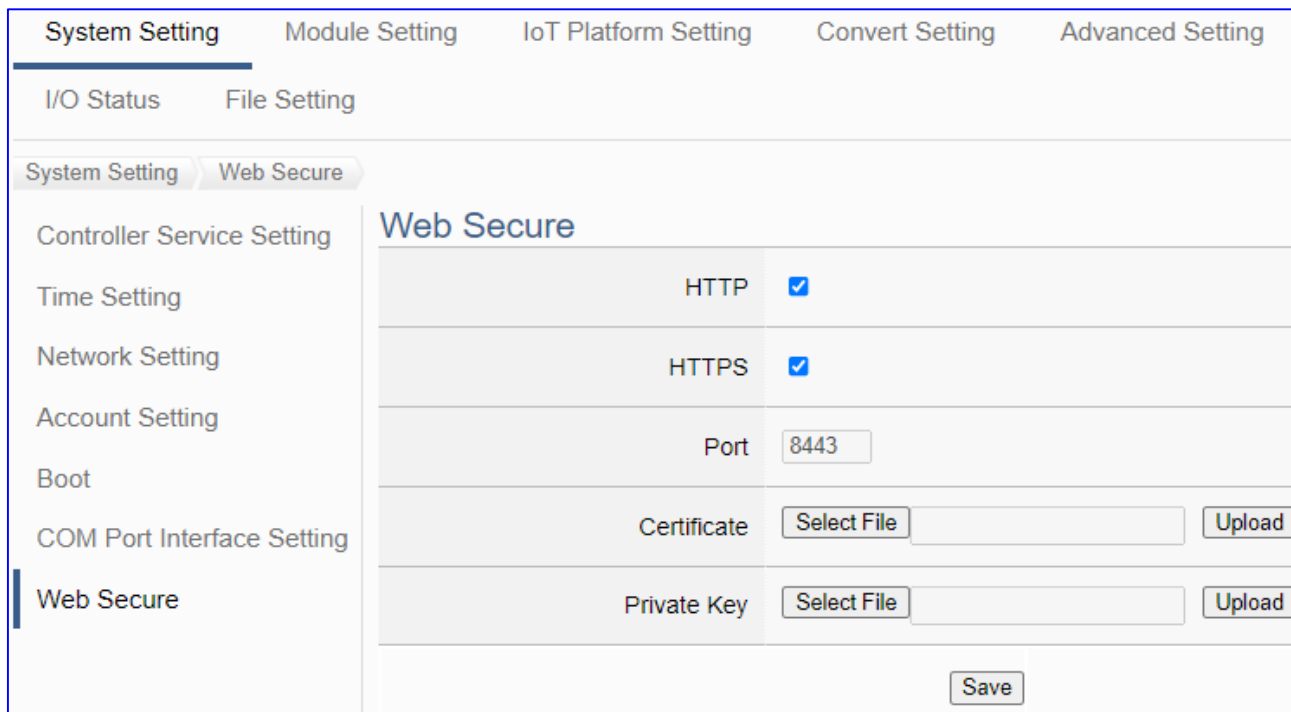 System Setting Module Setting IoT Platform Setting Convert Setting Advanced Setting
I/O Status File Setting
System Setting Web Secure
Controller Service Setting
Time Setting
Network Setting
Account Setting
Boot
COM Port Interface Setting
Web Secure
Web Secure
HTTP
HTTPS
Port 8443
Certificate Select File Upload
Private Key Select File Upload
Save